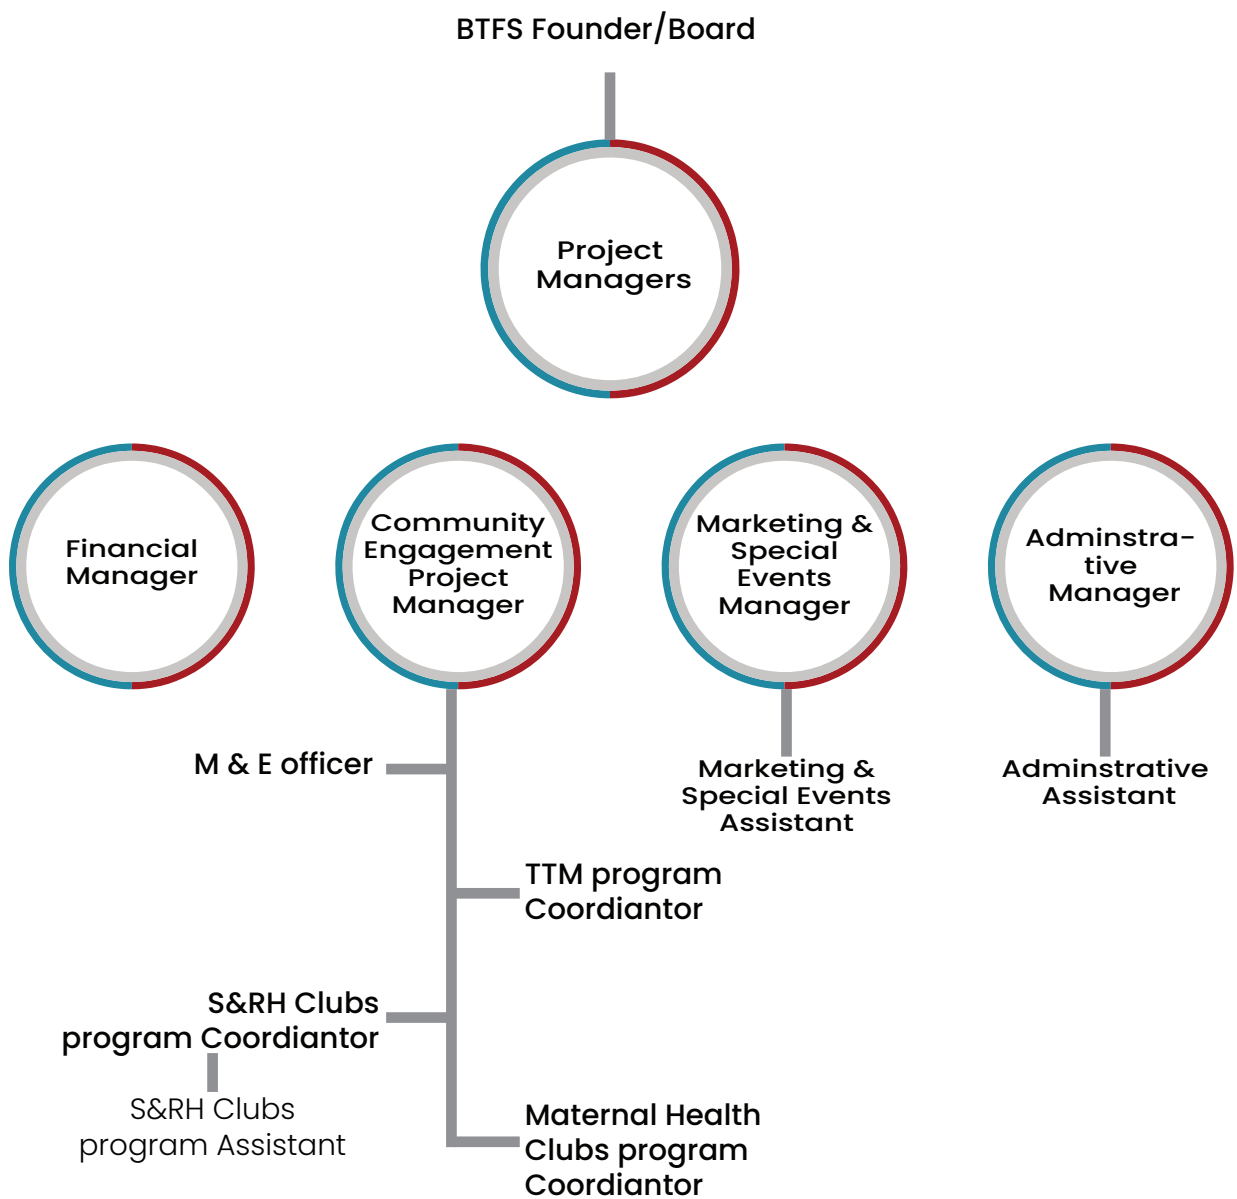 BTFS Founder/Board
Project
Managers
Financial
Manager
Community
Engagement
Project
Manager
Marketing &
Special
Events
Manager
Adminstra-
tive
Manager
M & E officer
Marketing &
Special Events
Assistant
Adminstrative
Assistant
TTM program
Coordiantor
S&RH Clubs
program Coordiantor
S&RH Clubs
program Assistant
Maternal Health
Clubs program
Coordiantor